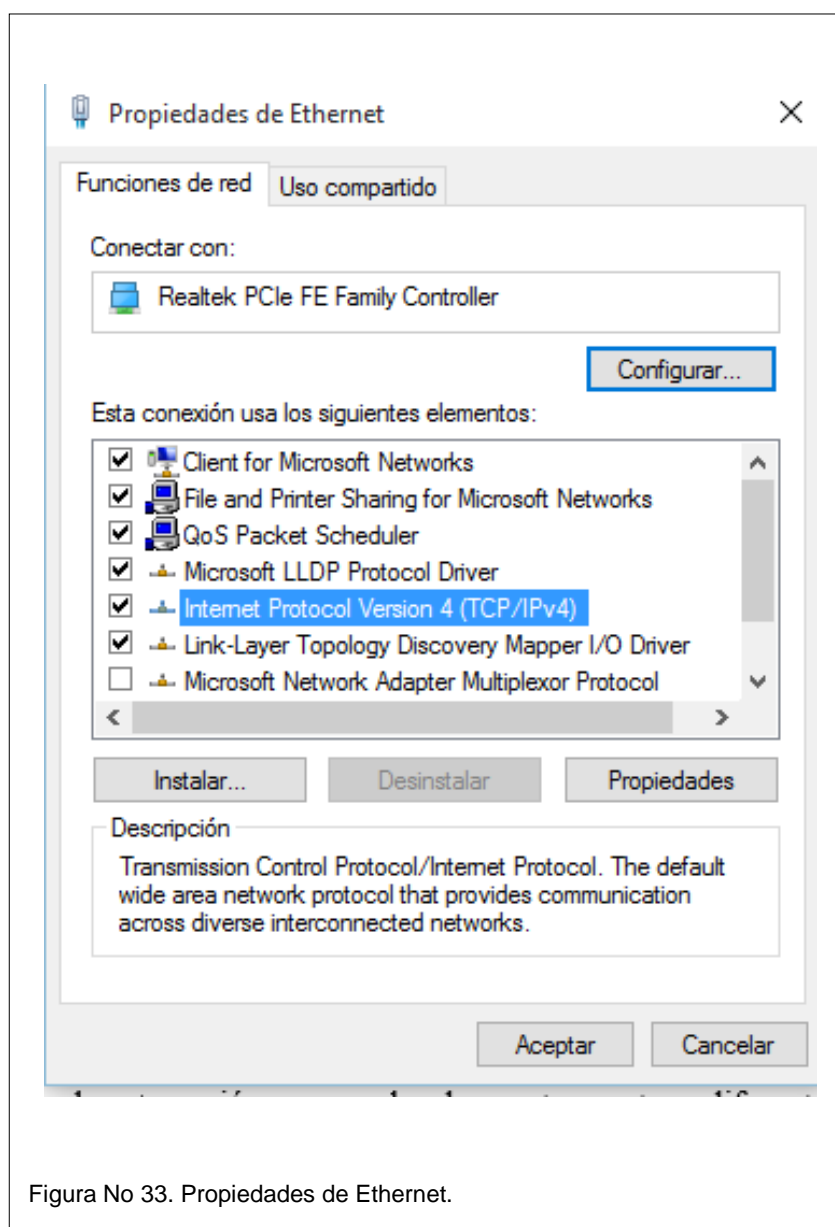 Propiedades de Ethernet
Funciones de red
Uso compartido
Conectar con:
Realtek PCIe FE Family Controller
Configurar...
Esta conexión usa los siguientes elementos:
Client for Microsoft Networks
File and Printer Sharing for Microsoft Networks
QoS Packet Scheduler
Microsoft LLDP Protocol Driver
Internet Protocol Version 4 (TCP/IPv4)
Link-Layer Topology Discovery Mapper I/O Driver
Microsoft Network Adapter Multiplexor Protocol
Instalar...
Desinstalar
Propiedades
Descripción
Transmission Control Protocol/Internet Protocol. The default
wide area network protocol that provides communication
across diverse interconnected networks.
Aceptar
Cancelar
Figura No 33. Propiedades de Ethernet.